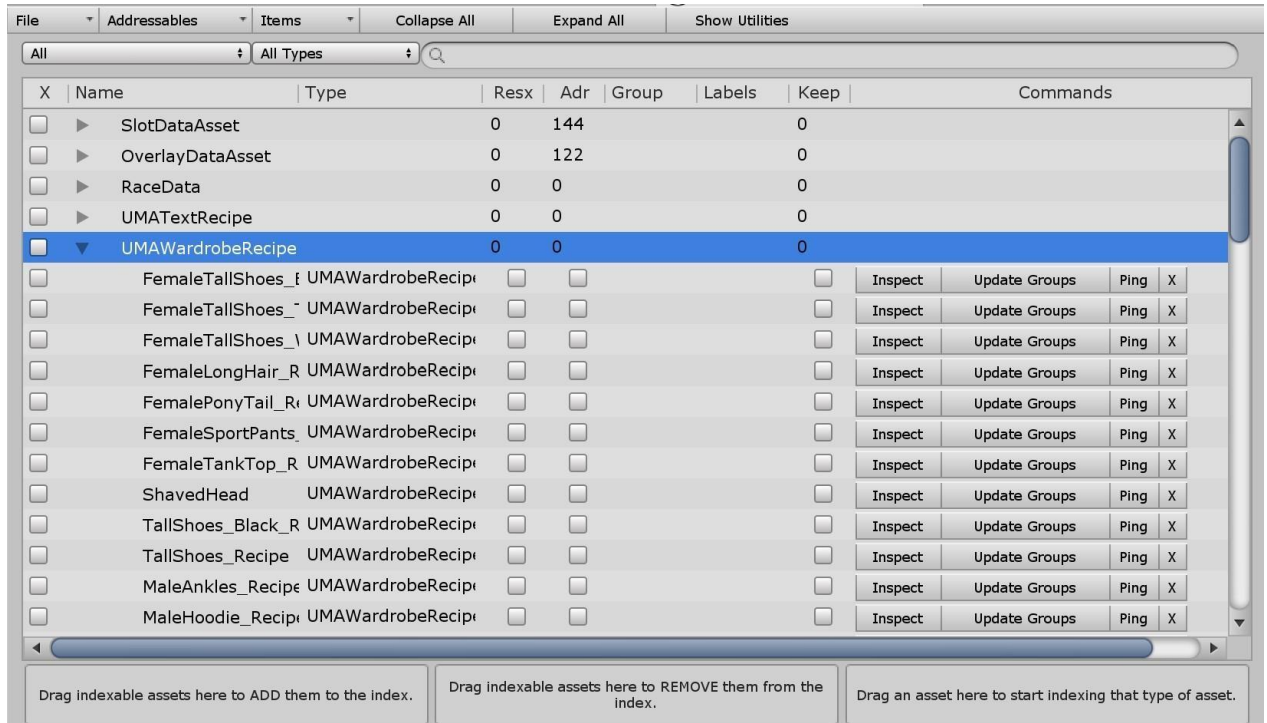 File Addressables Items Collapse All Expand All Show Utilities
All All Types
X Name Type Resx Adr Group Labels Keep Commands
SlotDataAsset 0 144 0
OverlayDataAsset 0 122 0
RaceData 0 0 0
UMATextRecipe 0 0 0
UMAWardrobeRecipe 0 0 0
FemaleTallShoes_ UMAWardrobeRecip Inspect Update Groups Ping X
FemaleTallShoes_ UMAWardrobeRecip Inspect Update Groups Ping X
FemaleTallShoes_ UMAWardrobeRecip Inspect Update Groups Ping X
FemaleLongHair_R UMAWardrobeRecip Inspect Update Groups Ping X
FemalePonyTail_R UMAWardrobeRecip Inspect Update Groups Ping X
FemaleSportPants_ UMAWardrobeRecip Inspect Update Groups Ping X
FemaleTankTop_R UMAWardrobeRecip Inspect Update Groups Ping X
ShavedHead UMAWardrobeRecip Inspect Update Groups Ping X
TallShoes_Black_R UMAWardrobeRecip Inspect Update Groups Ping X
TallShoes_Recipe UMAWardrobeRecip Inspect Update Groups Ping X
MaleAnkles_Recipe UMAWardrobeRecip Inspect Update Groups Ping X
MaleHoodie_Recip UMAWardrobeRecip Inspect Update Groups Ping X
Drag indexable assets here to ADD them to the index.
Drag indexable assets here to REMOVE them from the
index.
Drag an asset here to start indexing that type of asset.